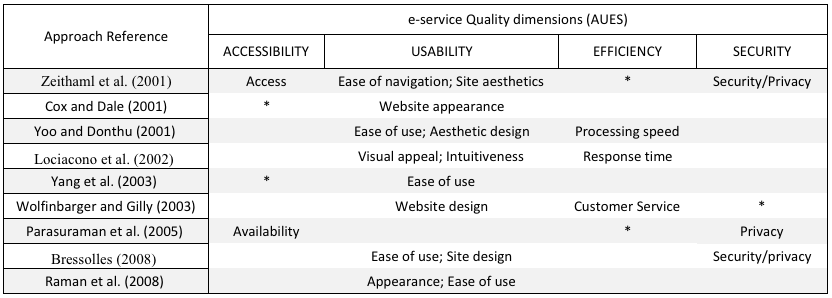 Approach Reference
e-service Quality dimensions (AUES)
ACCESSIBILITY USABILITY EFFICIENCY SECURITY
Zeithaml et al. (2001) Access Ease of navigation; Site aesthetics * Security/Privacy
Cox and Dale (2001) * Website appearance
Yoo and Donthu (2001) Ease of use; Aesthetic design Processing speed
Lociacono et al. (2002) Visual appeal; Intuitiveness Response time
Yang et al. (2003) * Ease of use
Wolfinbarger and Gilly (2003) Website design Customer Service *
Parasuraman et al. (2005) Availability * Privacy
Bressolles (2008) Ease of use; Site design Security/privacy
Raman et al. (2008) Appearance; Ease of use